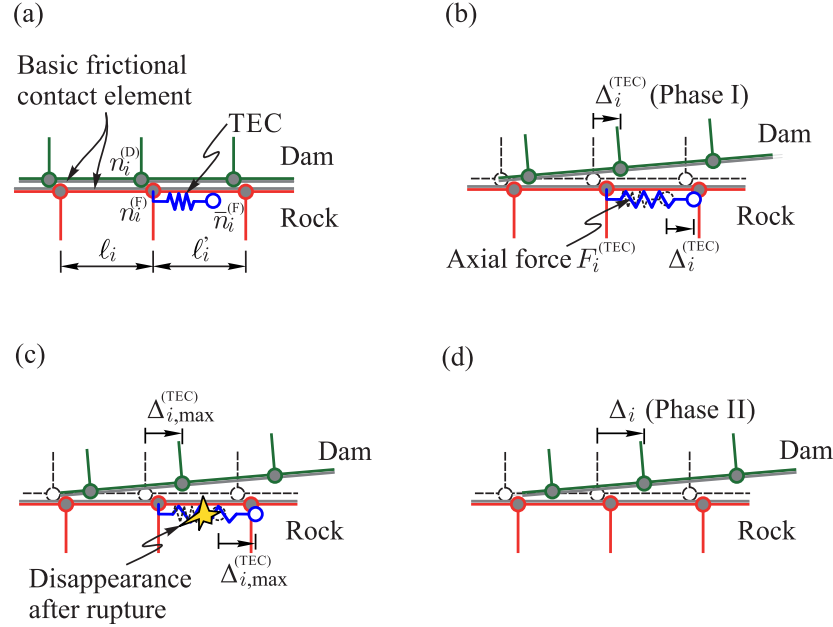 (a)
Basic frictional
contact element
TEC
n_i^(D)
Dam
n_i^(F)
n̄_i^(F)
Rock
ℓ_i
ℓ_i'
(b)
Δ_i^(TEC) (Phase I)
Dam
Rock
Axial force F_i^(TEC)
Δ_i^(TEC)
(c)
Δ_i,max^(TEC)
Dam
Rock
Δ_i,max^(TEC)
Disappearance
after rupture
(d)
Δ_i (Phase II)
Dam
Rock